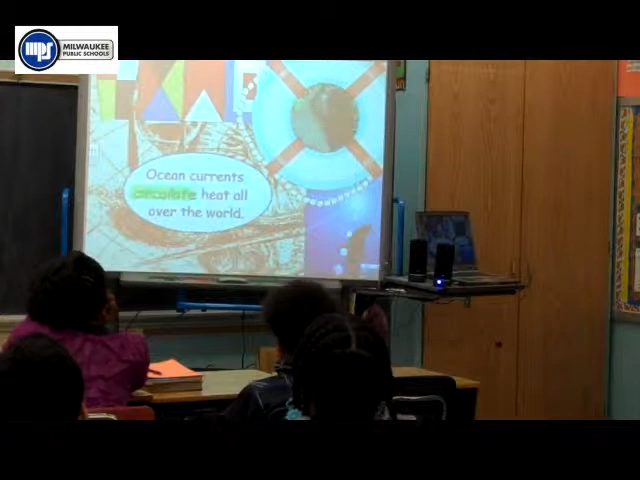 mps
MILWAUKEE
PUBLIC SCHOOLS
Ocean currents
circulate heat all
over the world.